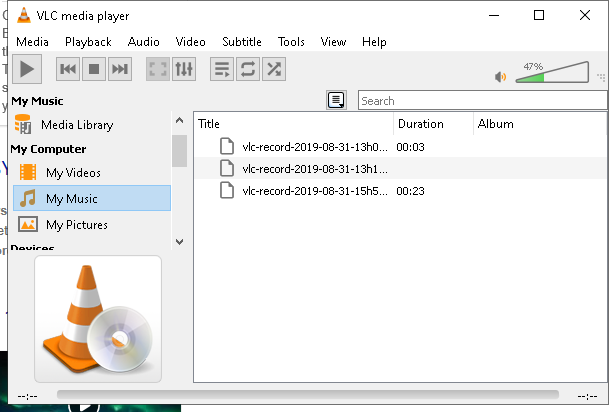 VLC media player
Media Playback Audio Video Subtitle Tools View Help
47%
My Music
Search
Media Library
Title Duration Album
My Computer
vlc-record-2019-08-31-13h0... 00:03
My Videos
vlc-record-2019-08-31-13h1...
My Music
vlc-record-2019-08-31-15h5... 00:23
My Pictures
Devices
--:-- --:--